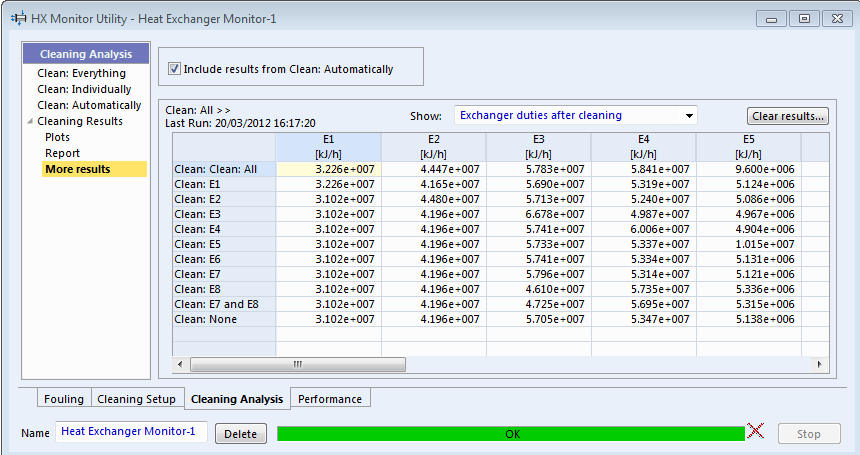 HX Monitor Utility - Heat Exchanger Monitor-1
Cleaning Analysis
Clean: Everything
Clean: Individually
Clean: Automatically
Cleaning Results
Plots
Report
More results
Include results from Clean: Automatically
Clean: All >>
Last Run: 20/03/2012 16:17:20
Show: Exchanger duties after cleaning
Clear results...
E1 E2 E3 E4 E5
[kJ/h] [kJ/h] [kJ/h] [kJ/h] [kJ/h]
Clean: Clean: All 3.226e+007 4.447e+007 5.783e+007 5.841e+007 9.600e+006
Clean: E1 3.226e+007 4.165e+007 5.690e+007 5.319e+007 5.124e+006
Clean: E2 3.102e+007 4.480e+007 5.713e+007 5.240e+007 5.086e+006
Clean: E3 3.102e+007 4.196e+007 6.678e+007 4.987e+007 4.967e+006
Clean: E4 3.102e+007 4.196e+007 5.741e+007 6.006e+007 4.904e+006
Clean: E5 3.102e+007 4.196e+007 5.733e+007 5.337e+007 1.015e+007
Clean: E6 3.102e+007 4.196e+007 5.741e+007 5.334e+007 5.131e+006
Clean: E7 3.102e+007 4.196e+007 5.796e+007 5.314e+007 5.121e+006
Clean: E8 3.102e+007 4.196e+007 4.610e+007 5.735e+007 5.336e+006
Clean: E7 and E8 3.102e+007 4.196e+007 4.725e+007 5.695e+007 5.315e+006
Clean: None 3.102e+007 4.196e+007 5.705e+007 5.347e+007 5.138e+006
Fouling Cleaning Setup Cleaning Analysis Performance
Name Heat Exchanger Monitor-1 Delete OK Stop